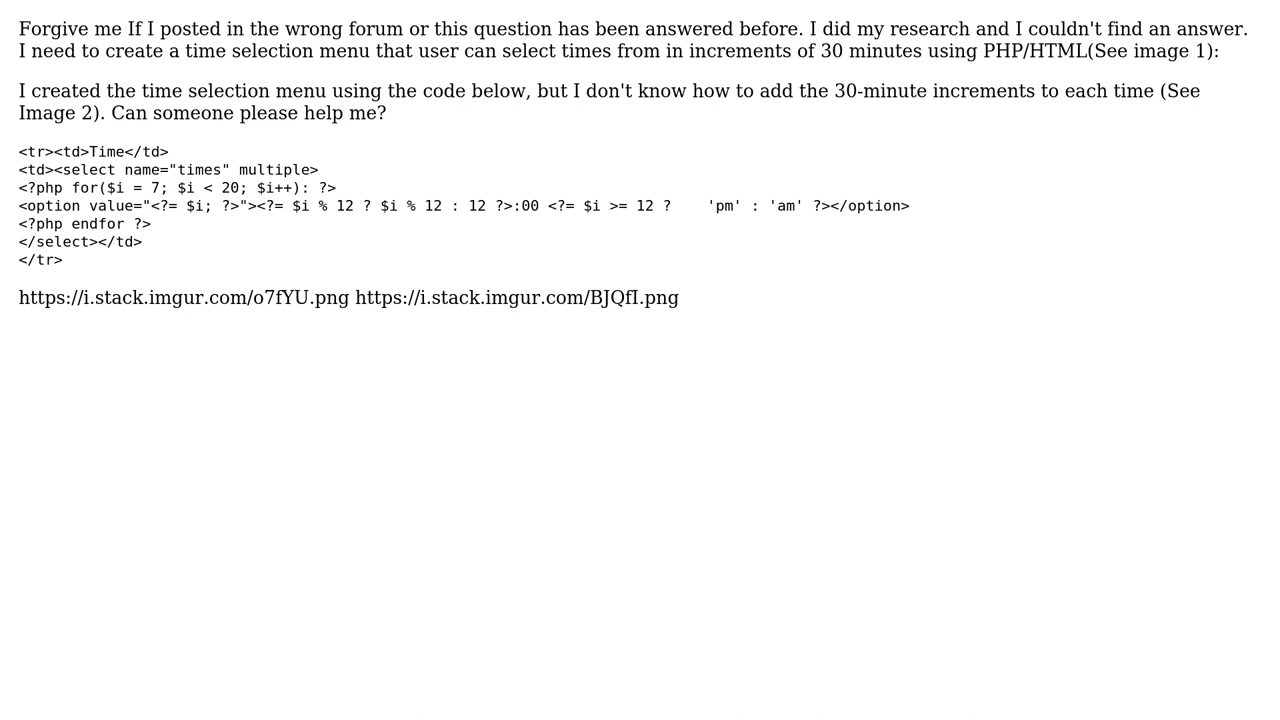 Forgive me If I posted in the wrong forum or this question has been answered before. I did my research and I couldn't find an answer.
I need to create a time selection menu that user can select times from in increments of 30 minutes using PHP/HTML(See image 1):
I created the time selection menu using the code below, but I don't know how to add the 30-minute increments to each time (See
Image 2). Can someone please help me?
<tr><td>Time</td>
<td><select name="times" multiple>
<?php for($i = 7; $i < 20; $i++): ?>
<option value="<?= $i; ?>"><?= $i % 12 ? $i % 12 : 12 ?>:00 <?= $i >= 12 ?    'pm' : 'am' ?></option>
<?php endfor ?>
</select></td>
</tr>
https://i.stack.imgur.com/o7fYU.png https://i.stack.imgur.com/BJQfI.png